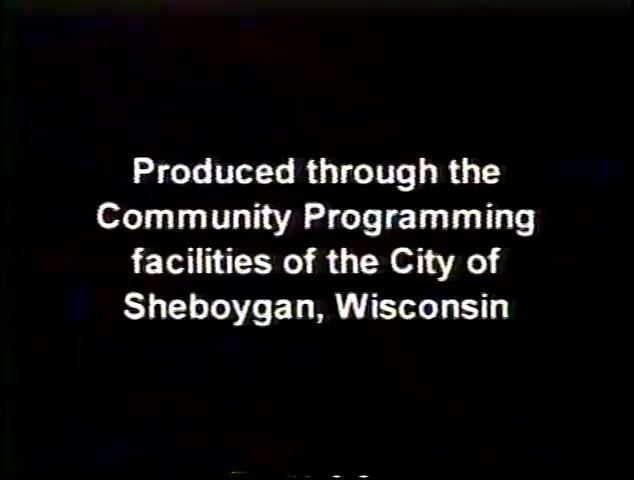 Produced through the
Community Programming
facilities of the City of
Sheboygan, Wisconsin